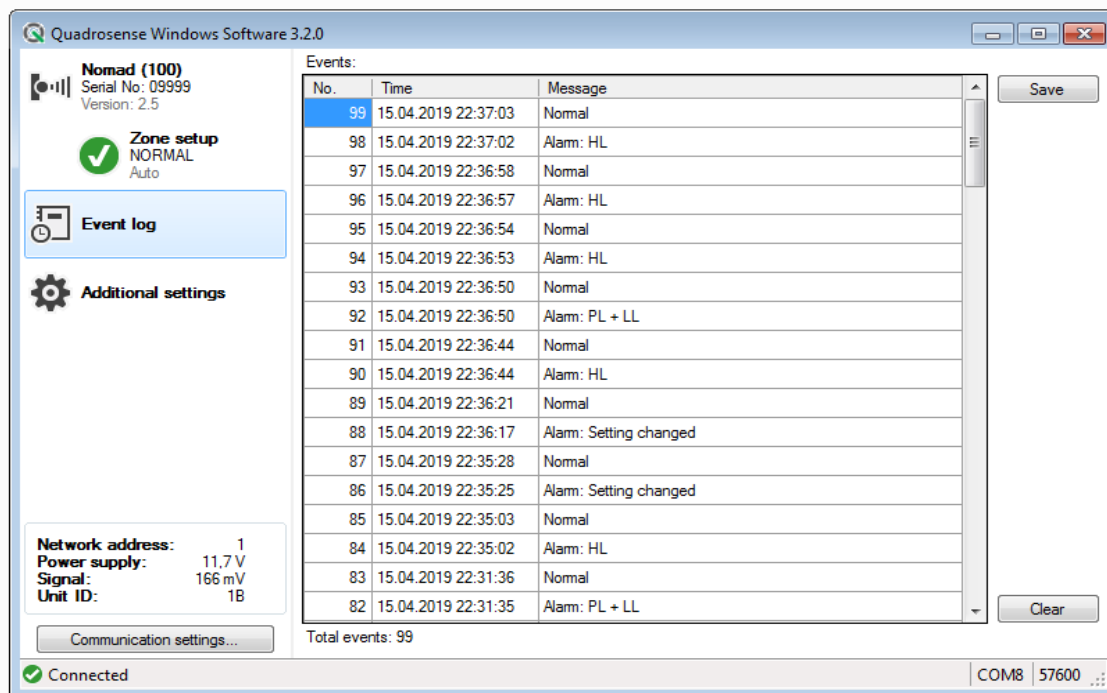 Quadrosense Windows Software 3.2.0
Nomad (100)
Serial No: 09999
Version: 2.5
Zone setup
NORMAL
Auto
Event log
Additional settings
Network address: 1
Power supply: 11,7 V
Signal: 166 mV
Unit ID: 1B
Communication settings...
Events:
No. Time Message
99 15.04.2019 22:37:03 Normal
98 15.04.2019 22:37:02 Alarm: HL
97 15.04.2019 22:36:58 Normal
96 15.04.2019 22:36:57 Alarm: HL
95 15.04.2019 22:36:54 Normal
94 15.04.2019 22:36:53 Alarm: HL
93 15.04.2019 22:36:50 Normal
92 15.04.2019 22:36:50 Alarm: PL + LL
91 15.04.2019 22:36:44 Normal
90 15.04.2019 22:36:44 Alarm: HL
89 15.04.2019 22:36:21 Normal
88 15.04.2019 22:36:17 Alarm: Setting changed
87 15.04.2019 22:35:28 Normal
86 15.04.2019 22:35:25 Alarm: Setting changed
85 15.04.2019 22:35:03 Normal
84 15.04.2019 22:35:02 Alarm: HL
83 15.04.2019 22:31:36 Normal
82 15.04.2019 22:31:35 Alarm: PL + LL
Total events: 99
Save
Clear
Connected
COM8 57600